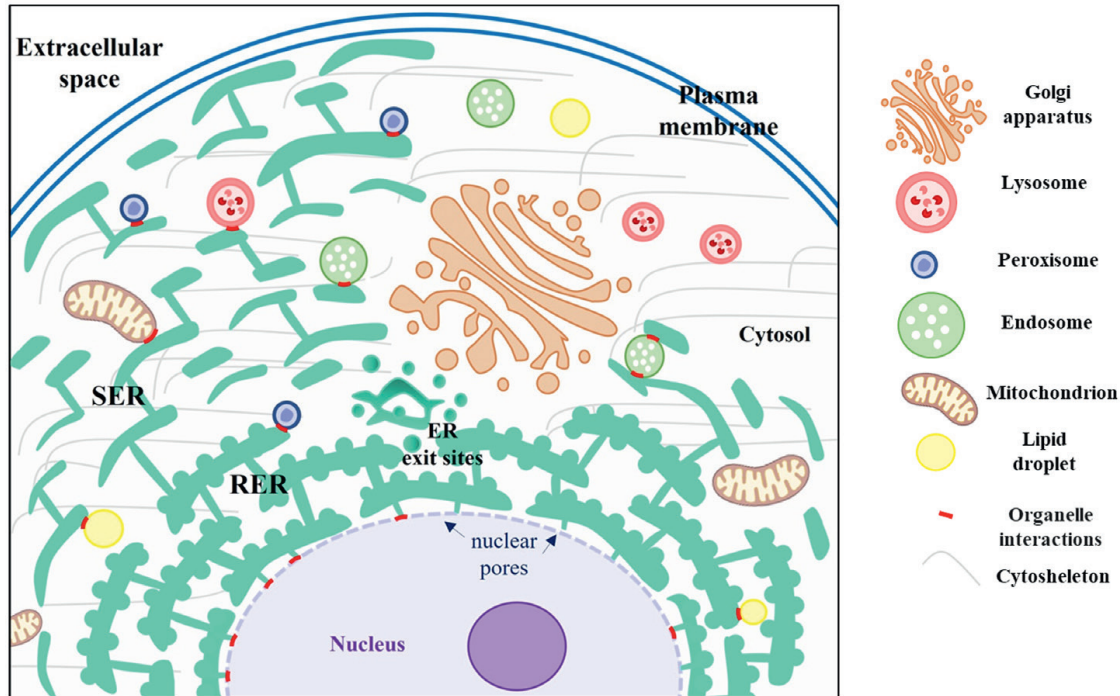 Extracellular
space
Plasma
membrane
Cytosol
SER
ER
exit sites
RER
nuclear
pores
Nucleus
Golgi
apparatus
Lysosome
Peroxisome
Endosome
Mitochondrion
Lipid
droplet
Organelle
interactions
Cytosheleton